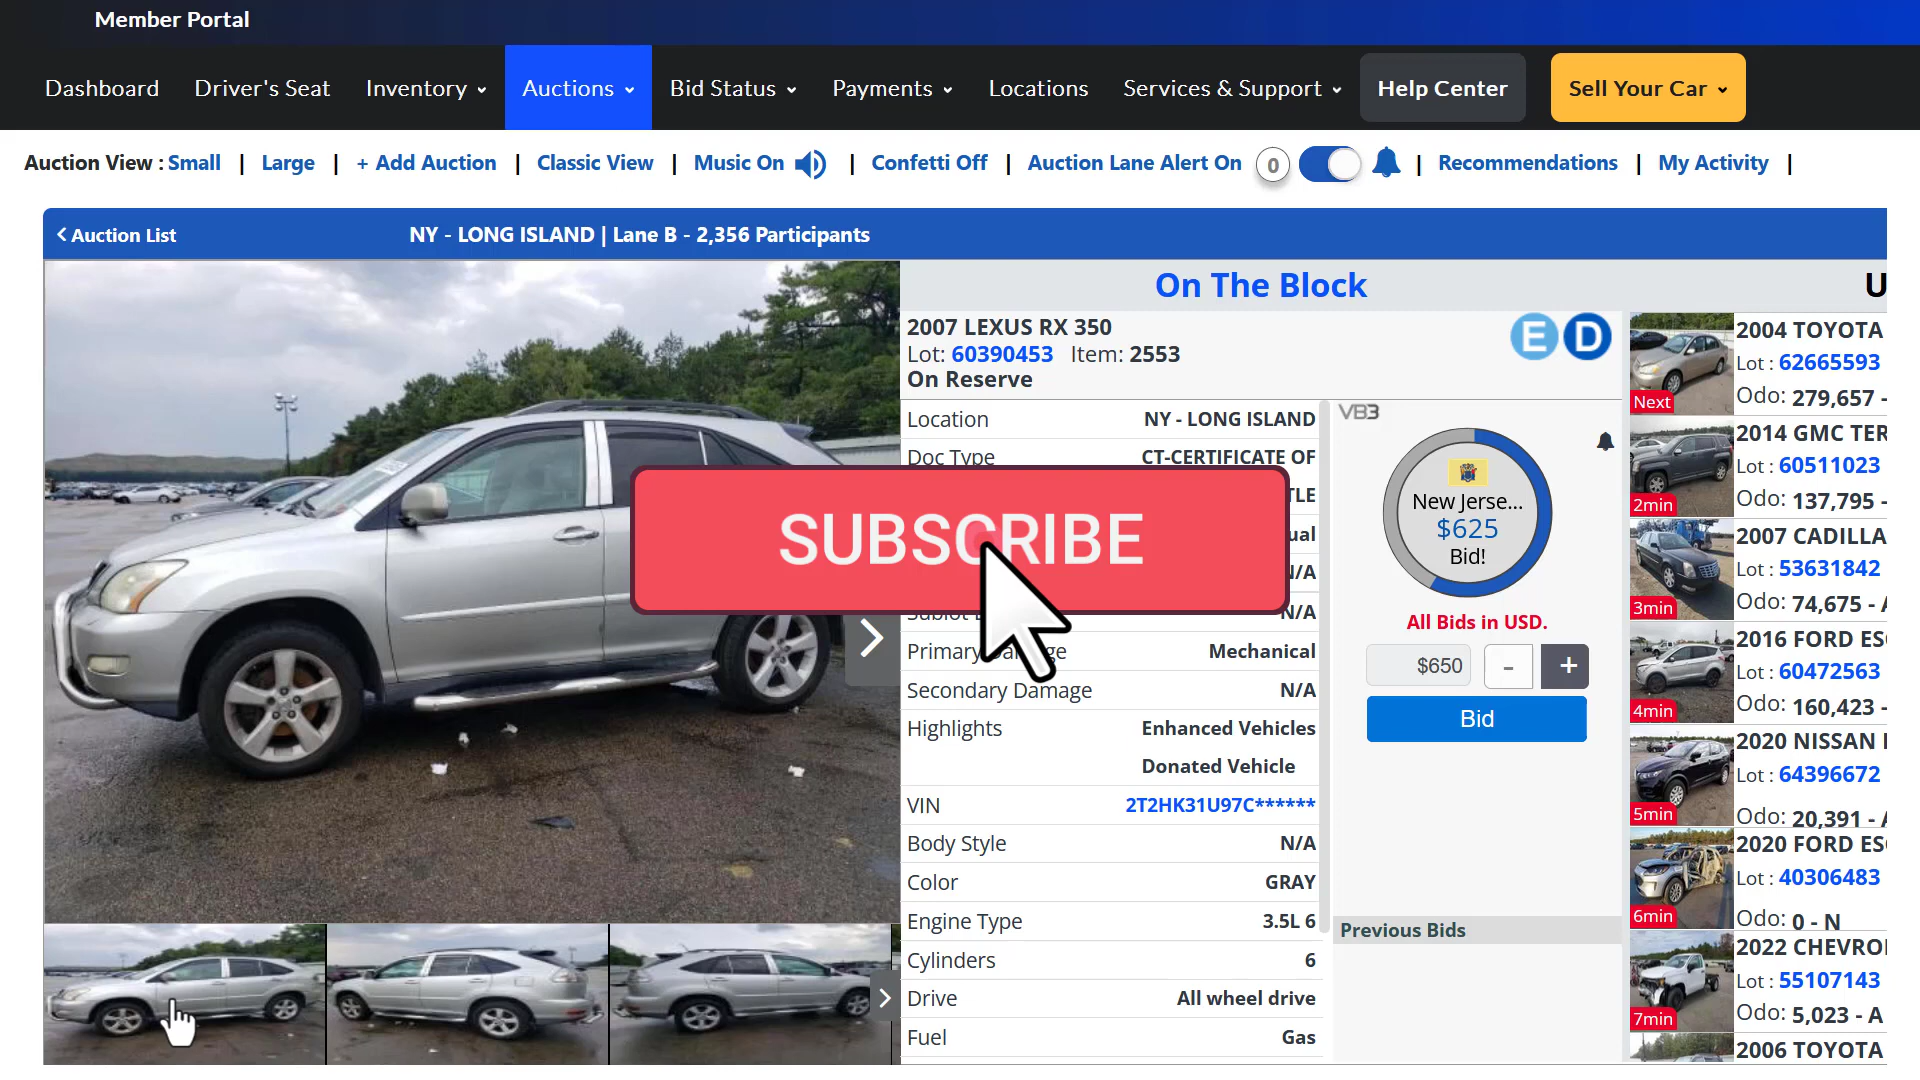 Member Portal
Dashboard Driver's Seat Inventory Auctions Bid Status Payments Locations Services & Support Help Center Sell Your Car
Auction View : Small | Large | + Add Auction | Classic View | Music On | Confetti Off | Auction Lane Alert On 0 | Recommendations | My Activity |
Auction List
NY - LONG ISLAND | Lane B - 2,356 Participants
On The Block
2007 LEXUS RX 350
Lot: 60390453 Item: 2553
On Reserve
E D
Location NY - LONG ISLAND
Doc Type CT-CERTIFICATE OF
TLE
ual
/A
N/A
Primary Damage Mechanical
Secondary Damage N/A
Highlights Enhanced Vehicles
Donated Vehicle
VIN 2T2HK31U97C******
Body Style N/A
Color GRAY
Engine Type 3.5L 6
Cylinders 6
Drive All wheel drive
Fuel Gas
SUBSCRIBE
VB3
New Jerse...
$625
Bid!
All Bids in USD.
$650 - +
Bid
Previous Bids
U
2004 TOYOTA
Lot : 62665593
Odo: 279,657 -
Next
2014 GMC TER
Lot : 60511023
Odo: 137,795 -
2min
2007 CADILLA
Lot : 53631842
Odo: 74,675 - A
3min
2016 FORD ES
Lot : 60472563
Odo: 160,423 -
4min
2020 NISSAN
Lot : 64396672
Odo: 20,391 - A
5min
2020 FORD ES
Lot : 40306483
Odo: 0 - N
6min
2022 CHEVRO
Lot : 55107143
Odo: 5,023 - A
7min
2006 TOYOTA